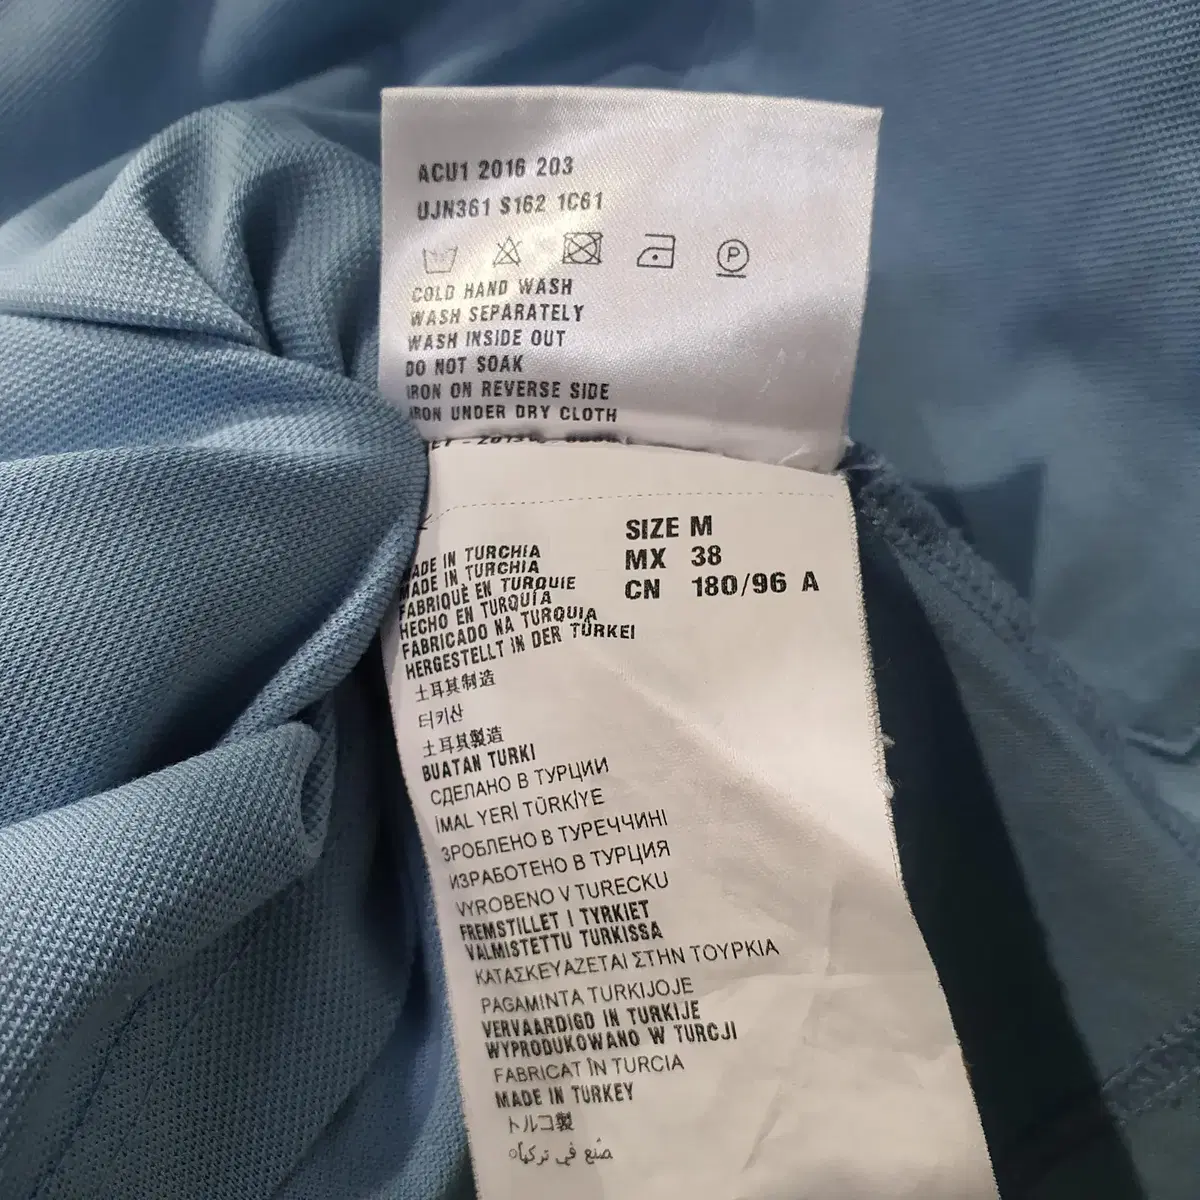 ACU1 2016 203
UJN361 S162 1C61
P
COLD HAND WASH
WASH SEPARATELY
WASH INSIDE OUT
DO NOT SOAK
IRON ON REVERSE SIDE
IRON UNDER DRY CLOTH
SIZE M
MX 38
CN 180/96 A
MADE IN TURCHIA
MADE IN TURCHIA
FABRIQUÈ EN TURQUIE
HECHO EN TURQUÍA
FABRICADO NA TURQUIA
HERGESTELLT IN DER TÜRKEI
土耳其制造
터키산
土耳其製造
BUATAN TURKI
СДЕЛАНО В ТУРЦИИ
İMAL YERİ TÜRKİYE
ЗРОБЛЕНО В ТУРЕЧЧИНІ
ИЗРАБОТЕНО В ТУРЦИЯ
VYROBENO V TURECKU
FREMSTILLET I TYRKIET
VALMISTETTU TURKISSA
ΚΑΤΑΣΚΕΥΑΖΕΤΑΙ ΣΤΗΝ ΤΟΥΡΚΙΑ
PAGAMINTA TURKIJOJE
VERVAARDIGD IN TURKIJE
WYPRODUKOWANO W TURCJI
FABRICAT ÎN TURCIA
MADE IN TURKEY
トルコ製
صنع في تركيا